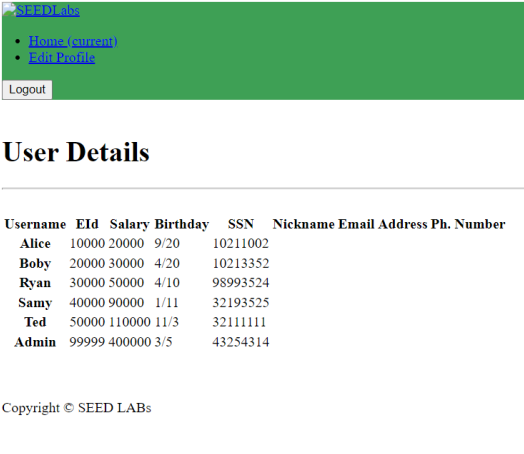 SEEDLabs
Home (current)
Edit Profile
Logout
User Details
Username EId Salary Birthday SSN Nickname Email Address Ph. Number
Alice 10000 20000 9/20 10211002
Boby 20000 30000 4/20 10213352
Ryan 30000 50000 4/10 98993524
Samy 40000 90000 1/11 32193525
Ted 50000 110000 11/3 32111111
Admin 99999 400000 3/5 43254314
Copyright © SEED LABs